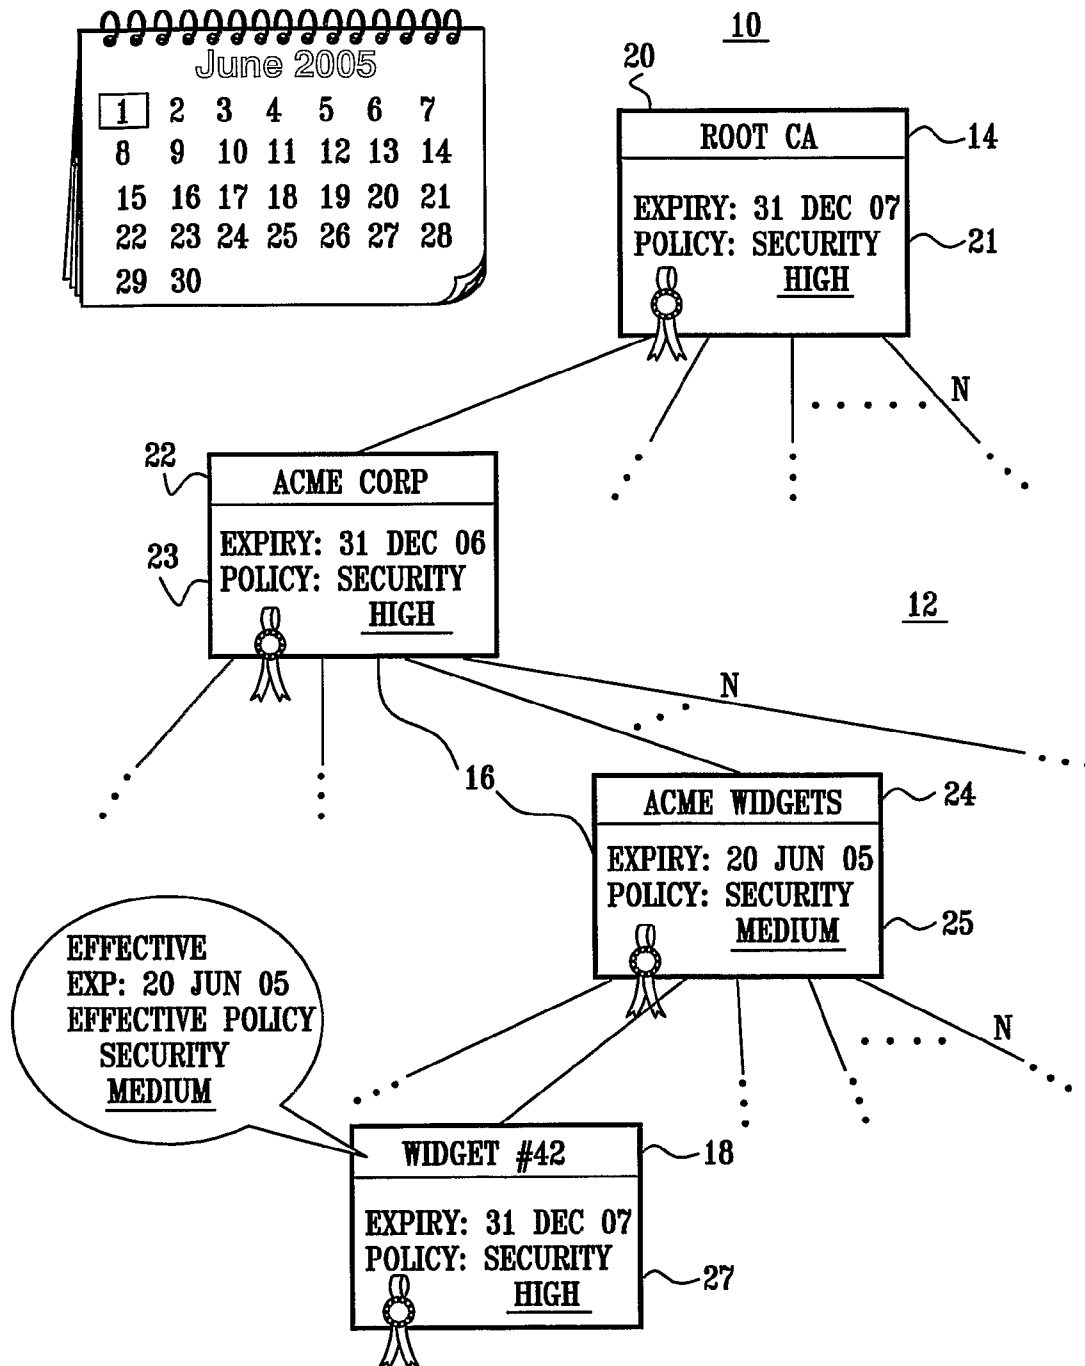 June 2005
1 2 3 4 5 6 7
8 9 10 11 12 13 14
15 16 17 18 19 20 21
22 23 24 25 26 27 28
29 30
10
20
ROOT CA
14
EXPIRY: 31 DEC 07
POLICY: SECURITY
HIGH
21
N
22
ACME CORP
EXPIRY: 31 DEC 06
POLICY: SECURITY
HIGH
23
12
N
16
ACME WIDGETS
24
EXPIRY: 20 JUN 05
POLICY: SECURITY
MEDIUM
25
N
EFFECTIVE
EXP: 20 JUN 05
EFFECTIVE POLICY
SECURITY
MEDIUM
WIDGET #42
18
EXPIRY: 31 DEC 07
POLICY: SECURITY
HIGH
27